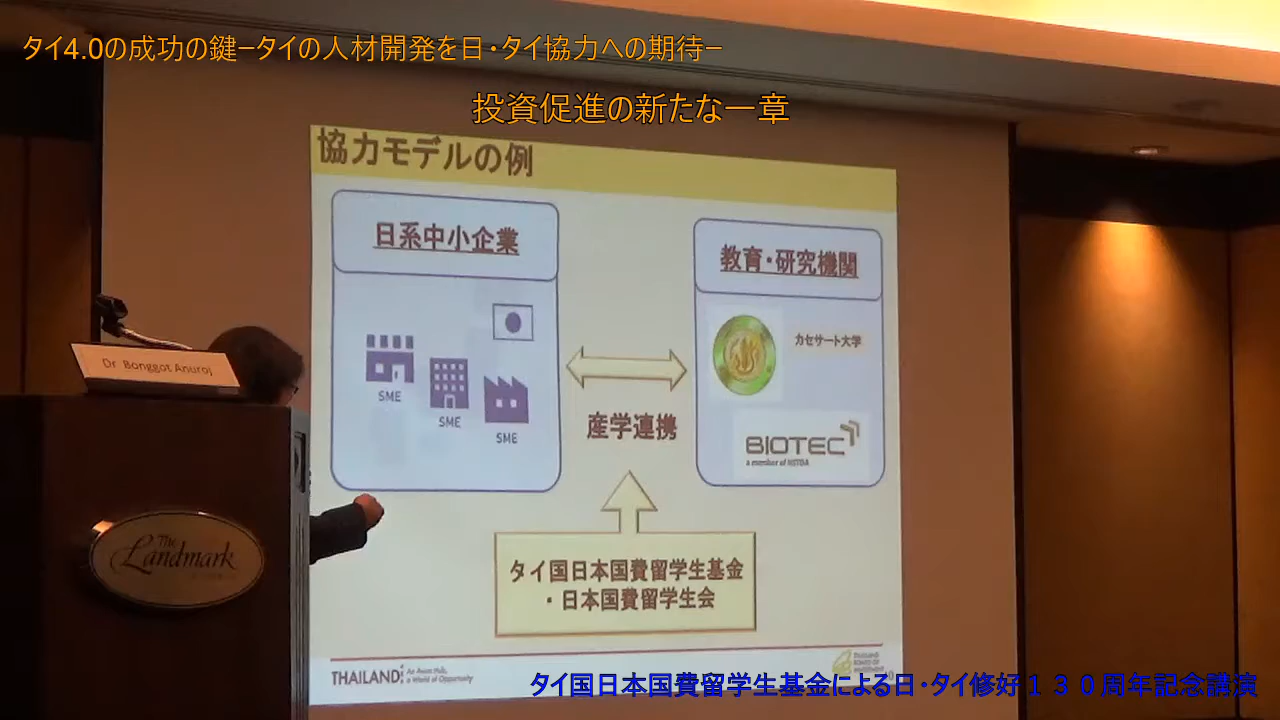 タイ4.0の成功の鍵−タイの人材開発を日・タイ協力への期待−
投資促進の新たな一章
協力モデルの例
日系中小企業
教育・研究機関
SME
SME
SME
カセサート大学
産学連携
BIOTEC
a member of NSTDA
タイ国日本国費留学生基金
・日本国費留学生会
Dr. Bonggot Anuroj
The
Landmark
THAILAND:
An Asian Hub,
a World of Opportunity
タイ国日本国費留学生基金による日・タイ修好１３０周年記念講演